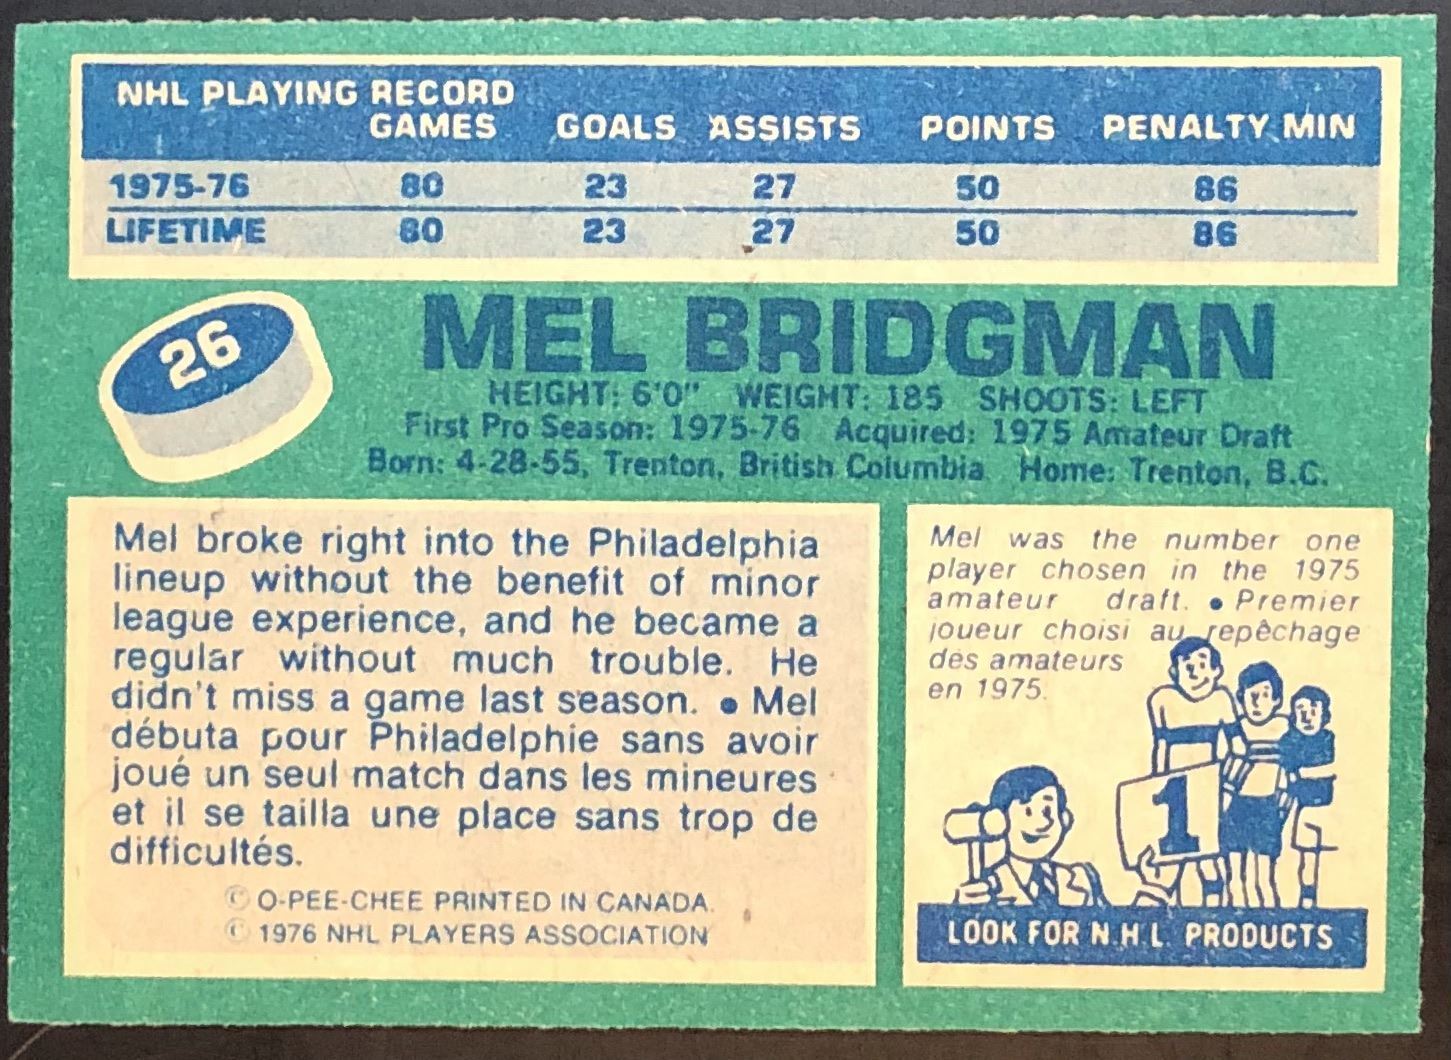 NHL PLAYING RECORD
GAMES GOALS ASSISTS POINTS PENALTY MIN
1975-76 80 23 27 50 86
LIFETIME 80 23 27 50 86
26
MEL BRIDGMAN
HEIGHT: 6'0" WEIGHT: 185 SHOOTS: LEFT
First Pro Season: 1975-76 Acquired: 1975 Amateur Draft
Born: 4-28-55, Trenton, British Columbia Home: Trenton, B.C.
Mel broke right into the Philadelphia
lineup without the benefit of minor
league experience, and he became a
regular without much trouble. He
didn't miss a game last season. • Mel
débuta pour Philadelphie sans avoir
joué un seul match dans les mineures
et il se tailla une place sans trop de
difficultés.
© O-PEE-CHEE PRINTED IN CANADA.
© 1976 NHL PLAYERS ASSOCIATION
Mel was the number one
player chosen in the 1975
amateur draft. • Premier
joueur choisi au repêchage
des amateurs
en 1975.
1
LOOK FOR N.H.L. PRODUCTS